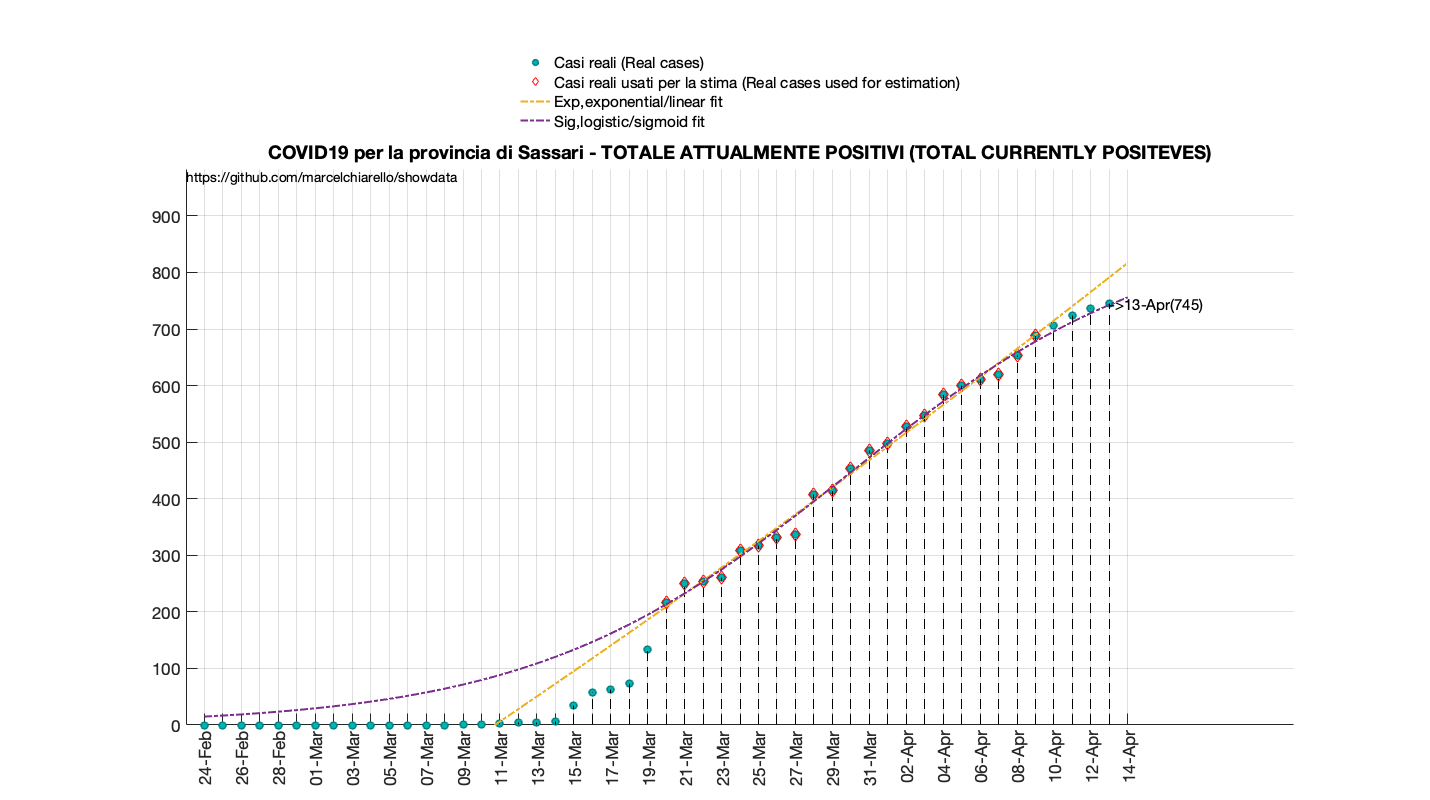 Casi reali (Real cases)
Casi reali usati per la stima (Real cases used for estimation)
Exp,exponential/linear fit
Sig,logistic/sigmoid fit
COVID19 per la provincia di Sassari - TOTALE ATTUALMENTE POSITIVI (TOTAL CURRENTLY POSITEVES)
https://github.com/marcelchiarello/showdata
900
800
700
600
500
400
300
200
100
0
->13-Apr(745)
24-Feb
26-Feb
28-Feb
01-Mar
03-Mar
05-Mar
07-Mar
09-Mar
11-Mar
13-Mar
15-Mar
17-Mar
19-Mar
21-Mar
23-Mar
25-Mar
27-Mar
29-Mar
31-Mar
02-Apr
04-Apr
06-Apr
08-Apr
10-Apr
12-Apr
14-Apr